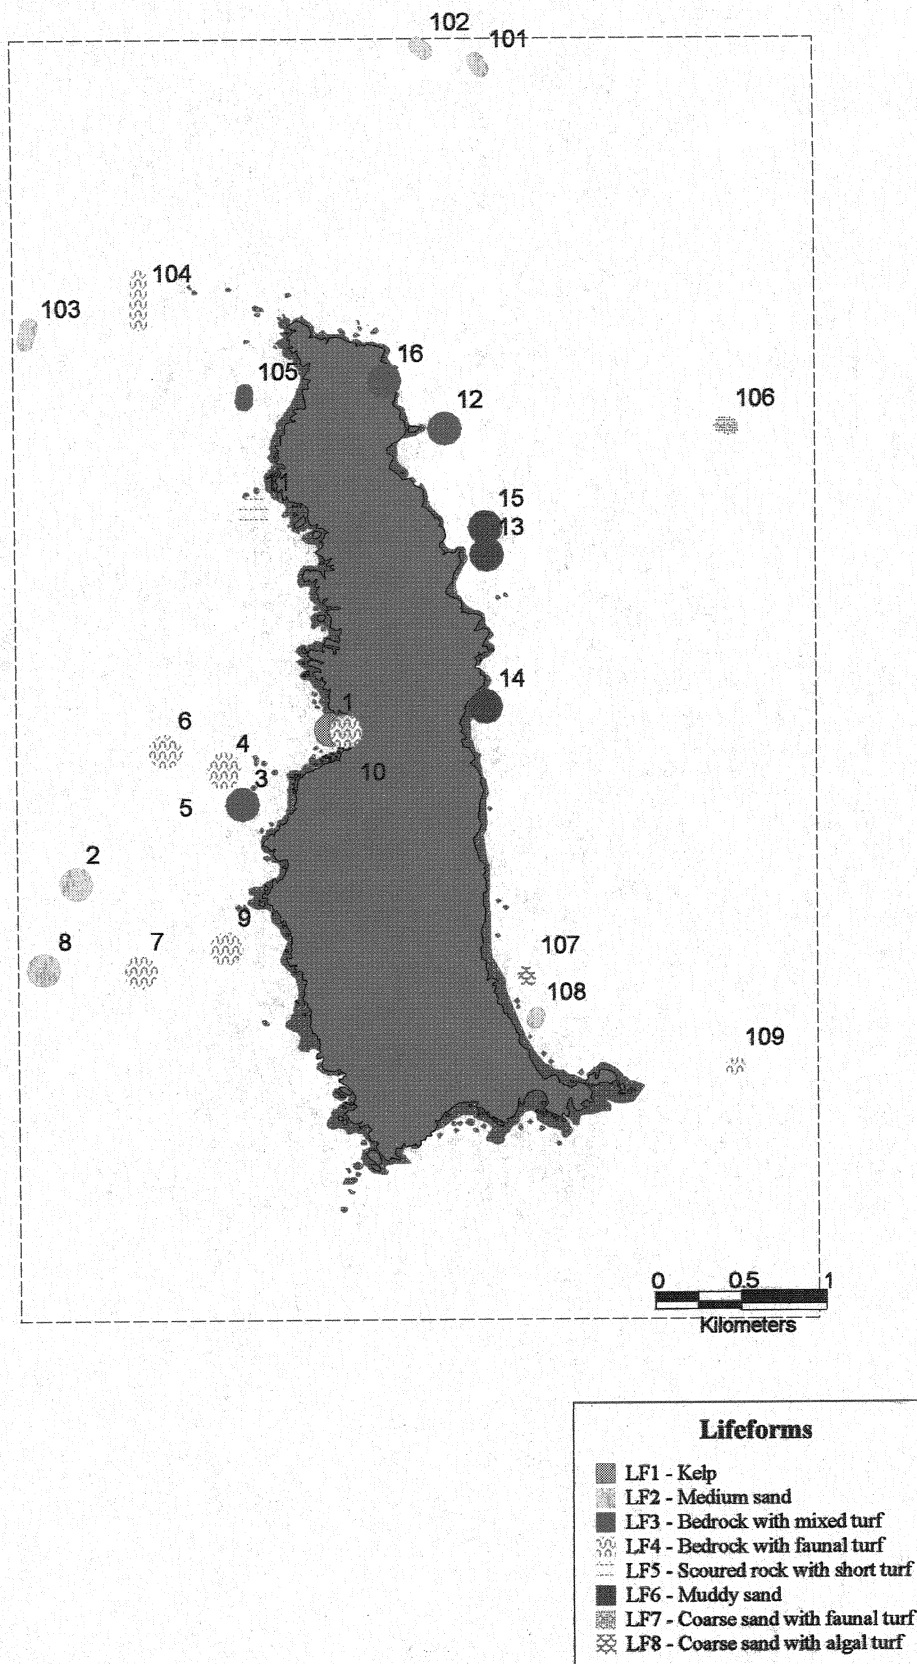 102
101
104
103
16
105
12
106
11
15
13
14
1
6
4
10
3
5
2
9
8
7
107
108
109
0 0.5 1
Kilometers
Lifeforms
LF1 - Kelp
LF2 - Medium sand
LF3 - Bedrock with mixed turf
LF4 - Bedrock with faunal turf
LF5 - Scoured rock with short turf
LF6 - Muddy sand
LF7 - Coarse sand with faunal turf
LF8 - Coarse sand with algal turf